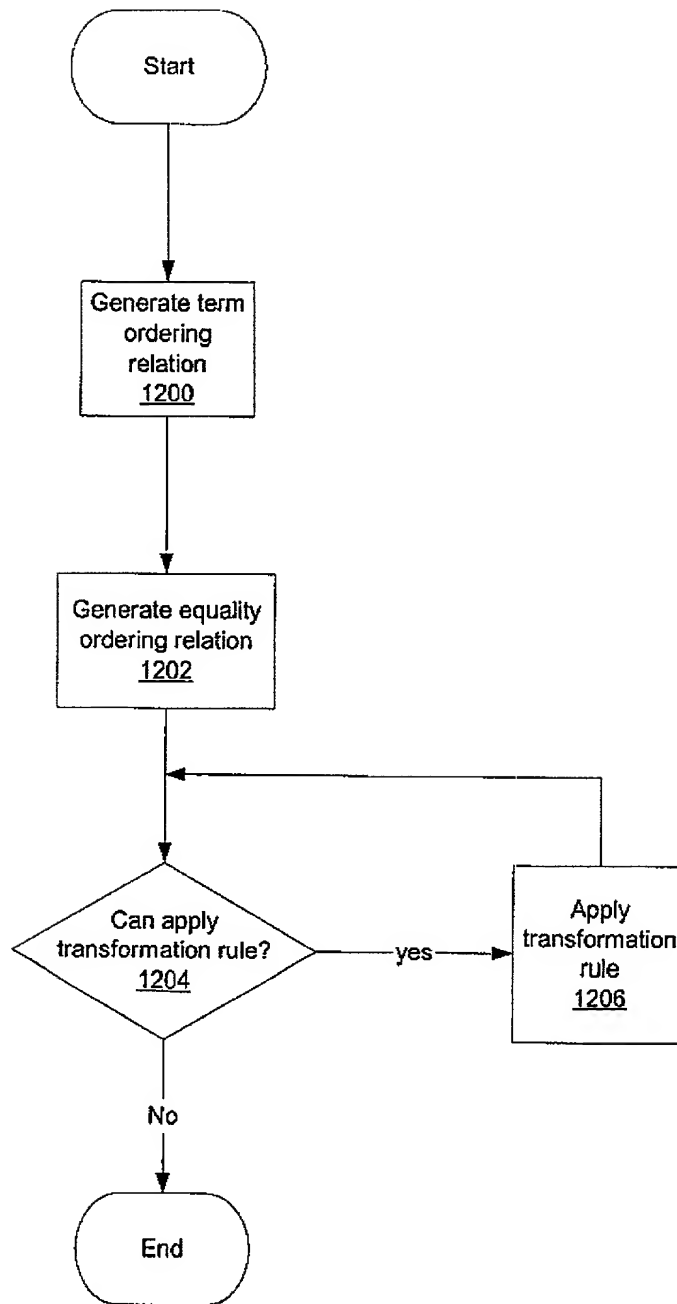 Start
Generate term
ordering
relation
1200
Generate equality
ordering relation
1202
Can apply
transformation rule?
1204
yes
Apply
transformation
rule
1206
No
End